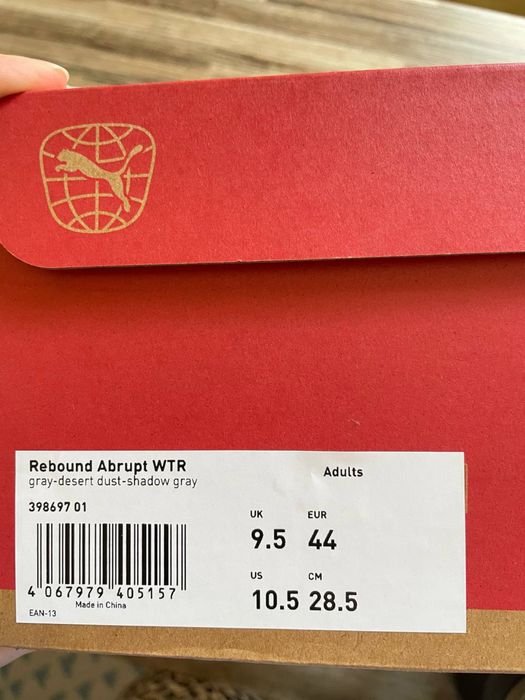 Rebound Abrupt WTR
gray-desert dust-shadow gray
Adults
398697 01
UK EUR
9.5 44
US CM
10.5 28.5
4 067979 405157
Made in China
EAN-13